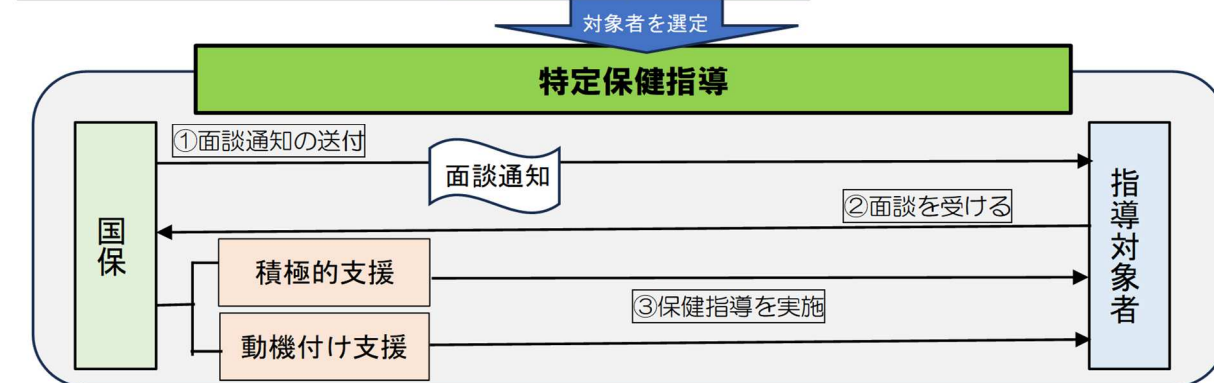 対象者を選定
特定保健指導
①面談通知の送付
面談通知
②面談を受ける
国保
指導対象者
積極的支援
③保健指導を実施
動機付け支援